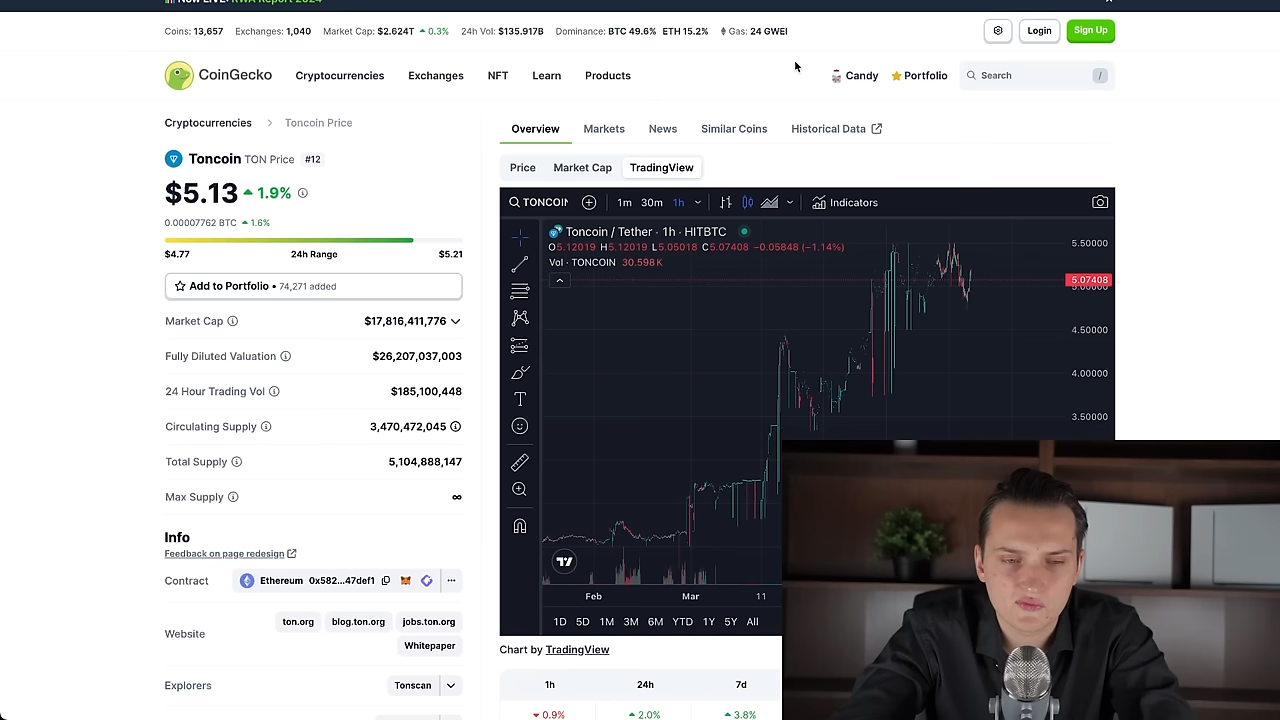 Now LIVE: RWA Report 2024
Coins: 13,657 Exchanges: 1,040 Market Cap: $2.624T 0.3% 24h Vol: $135.917B Dominance: BTC 49.6% ETH 15.2% Gas: 24 GWEI
Login
Sign Up
CoinGecko
Cryptocurrencies Exchanges NFT Learn Products
Candy Portfolio Search /
Cryptocurrencies > Toncoin Price
Toncoin TON Price #12
$5.13 1.9%
0.00007762 BTC 1.6%
$4.77 24h Range $5.21
Add to Portfolio • 74,271 added
Market Cap $17,816,411,776
Fully Diluted Valuation $26,207,037,003
24 Hour Trading Vol $185,100,448
Circulating Supply 3,470,472,045
Total Supply 5,104,888,147
Max Supply ∞
Info
Feedback on page redesign
Contract Ethereum 0x582...47def1
Website ton.org blog.ton.org jobs.ton.org
Whitepaper
Explorers Tonscan
Overview Markets News Similar Coins Historical Data
Price Market Cap TradingView
TONCOIN 1m 30m 1h Indicators
Toncoin / Tether · 1h · HITBTC
O5.12019 H5.12019 L5.05018 C5.07408 −0.05848 (−1.14%)
Vol · TONCOIN 30.598K
5.50000
5.07408
5.00000
4.50000
4.00000
3.50000
Feb Mar 11
1D 5D 1M 3M 6M YTD 1Y 5Y All
Chart by TradingView
1h 24h 7d
0.9% 2.0% 3.8%